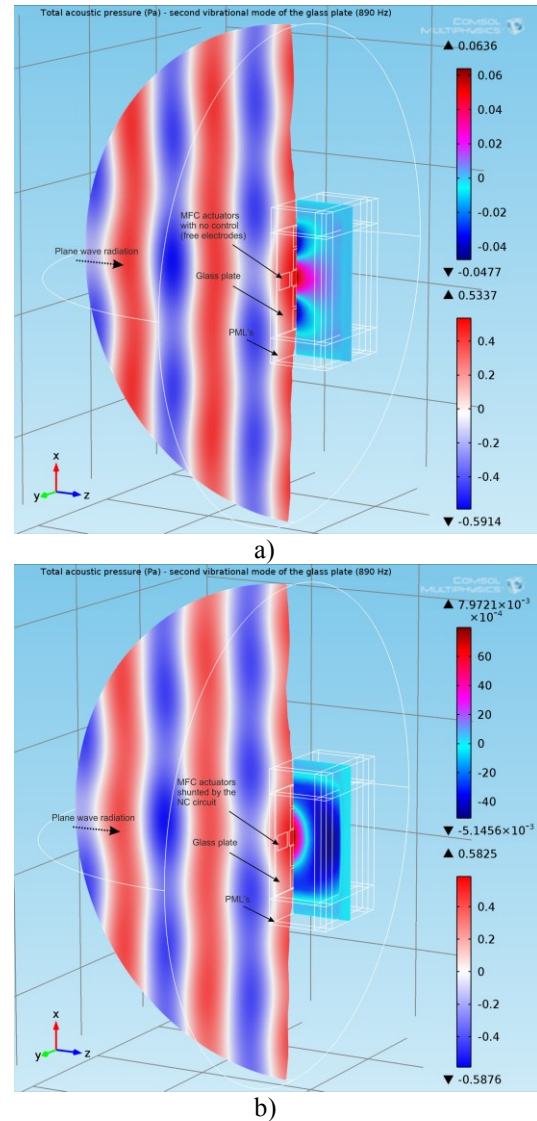 Total acoustic pressure (Pa) - second vibrational mode of the glass plate (890 Hz)
COMSOL
MULTIPHYSICS
▲ 0.0636
0.06
0.04
0.02
0
-0.02
-0.04
▼ -0.0477
▲ 0.5337
0.4
0.2
0
-0.2
-0.4
▼ -0.5914
MFC actuators
with no control
(free electrodes)
Plane wave radiation
Glass plate
PML's
x
y
z
a)
Total acoustic pressure (Pa) - second vibrational mode of the glass plate (890 Hz)
COMSOL
MULTIPHYSICS
▲ 7.9721×10⁻³
×10⁻⁴
60
40
20
0
-20
-40
▼ -5.1456×10⁻³
▲ 0.5825
0.4
0.2
0
-0.2
-0.4
▼ -0.5876
MFC actuators
shunted by the
NC circuit
Plane wave radiation
Glass plate
PML's
x
y
z
b)